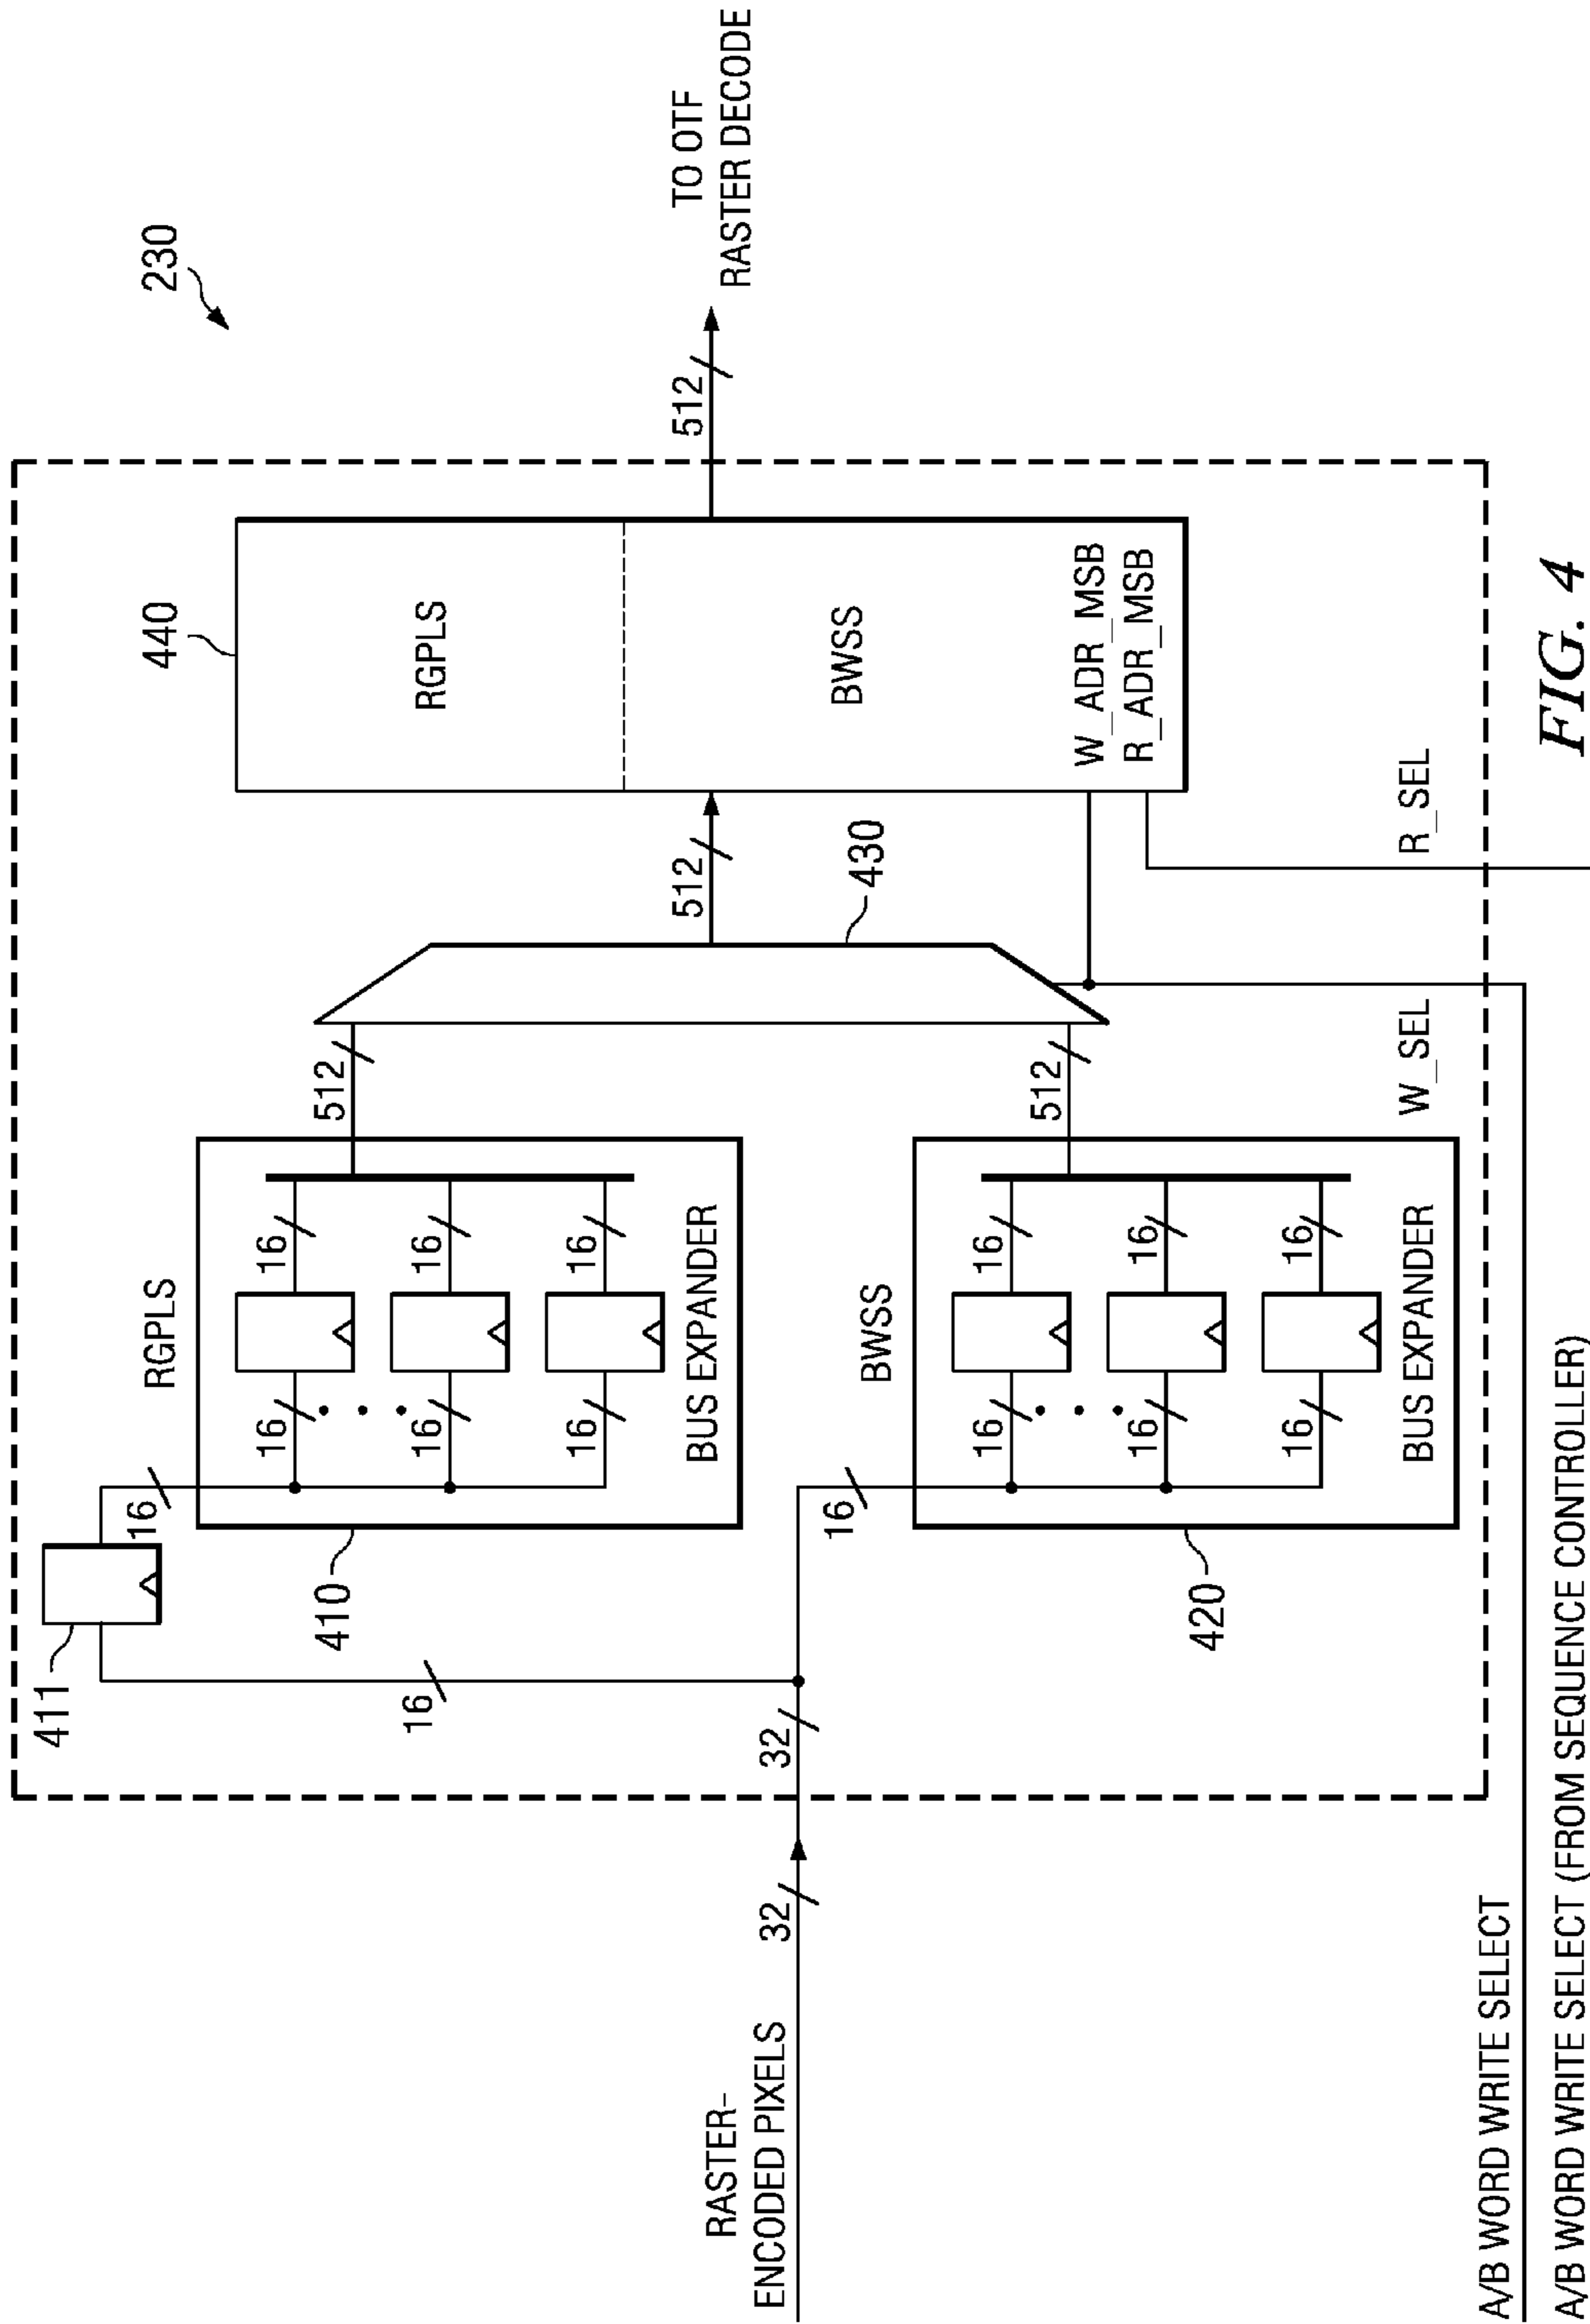 230
TO OTF
RASTER DECODE
512
440
RGPLS
BWSS
W_ADR_MSB
R_ADR_MSB
512
430
R_SEL
W_SEL
512
512
RGPLS
16
16
16
16
16
16
BUS EXPANDER
410
16
411
16
BWSS
16
16
16
16
16
16
BUS EXPANDER
420
16
32
32
RASTER-
ENCODED PIXELS
A/B WORD WRITE SELECT
A/B WORD WRITE SELECT (FROM SEQUENCE CONTROLLER)
FIG. 4